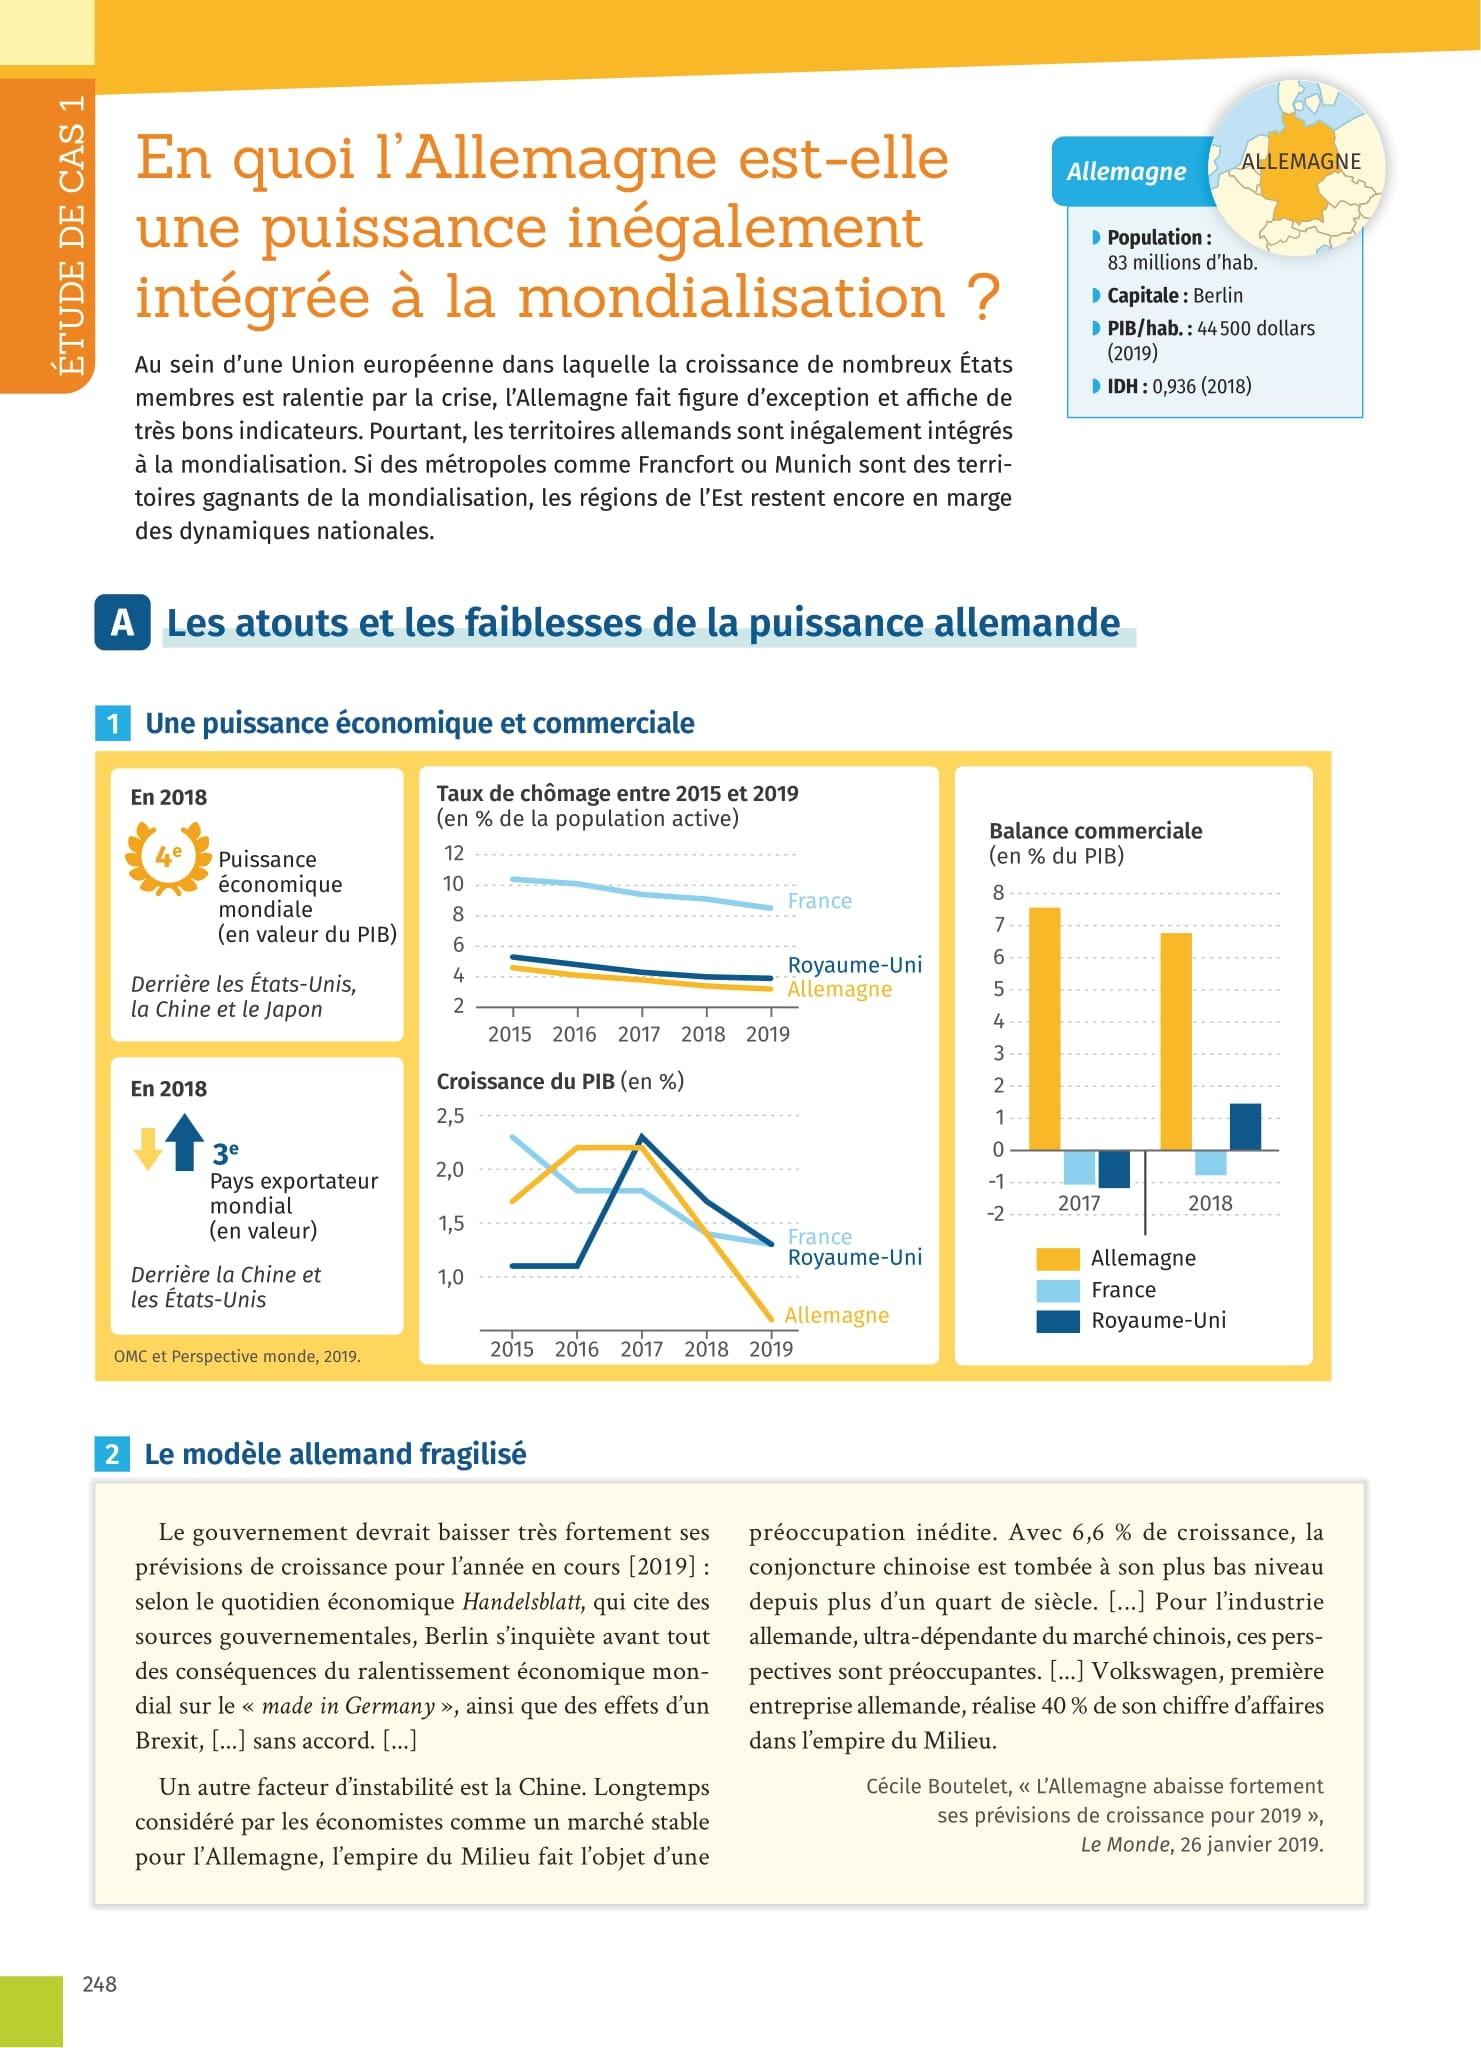 ÉTUDE DE CAS 1
En quoi l'Allemagne est-elle
une puissance inégalement
intégrée à la mondialisation ?
Au sein d'une Union européenne dans laquelle la croissance de nombreux États
membres est ralentie par la crise, l'Allemagne fait figure d'exception et affiche de
très bons indicateurs. Pourtant, les territoires allemands sont inégalement intégrés
à la mondialisation. Si des métropoles comme Francfort ou Munich sont des terri-
toires gagnants de la mondialisation, les régions de l'Est restent encore en marge
des dynamiques nationales.
Allemagne
ALLEMAGNE
Population :
83 millions d'hab.
Capitale : Berlin
PIB/hab. : 44 500 dollars
(2019)
IDH : 0,936 (2018)
A Les atouts et les faiblesses de la puissance allemande
1 Une puissance économique et commerciale
En 2018
4e
Puissance
économique
mondiale
(en valeur du PIB)
Derrière les États-Unis,
la Chine et le Japon
En 2018
3e
Pays exportateur
mondial
(en valeur)
Derrière la Chine et
les États-Unis
OMC et Perspective monde, 2019.
Taux de chômage entre 2015 et 2019
(en % de la population active)
12
10
8
6
4
2
France
Royaume-Uni
Allemagne
2015 2016 2017 2018 2019
Croissance du PIB (en %)
2,5
2,0
1,5
1,0
France
Royaume-Uni
Allemagne
2015 2016 2017 2018 2019
Balance commerciale
(en % du PIB)
8
7
6
5
4
3
2
1
0
-1
-2
2017 2018
Allemagne
France
Royaume-Uni
2 Le modèle allemand fragilisé
Le gouvernement devrait baisser très fortement ses
prévisions de croissance pour l'année en cours [2019] :
selon le quotidien économique Handelsblatt, qui cite des
sources gouvernementales, Berlin s'inquiète avant tout
des conséquences du ralentissement économique mon-
dial sur le « made in Germany », ainsi que des effets d'un
Brexit, [...] sans accord. [...]
Un autre facteur d'instabilité est la Chine. Longtemps
considéré par les économistes comme un marché stable
pour l'Allemagne, l'empire du Milieu fait l'objet d'une
préoccupation inédite. Avec 6,6 % de croissance, la
conjoncture chinoise est tombée à son plus bas niveau
depuis plus d'un quart de siècle. [...] Pour l'industrie
allemande, ultra-dépendante du marché chinois, ces pers-
pectives sont préoccupantes. [...] Volkswagen, première
entreprise allemande, réalise 40 % de son chiffre d'affaires
dans l'empire du Milieu.
Cécile Boutelet, « L'Allemagne abaisse fortement
ses prévisions de croissance pour 2019 »,
Le Monde, 26 janvier 2019.
248